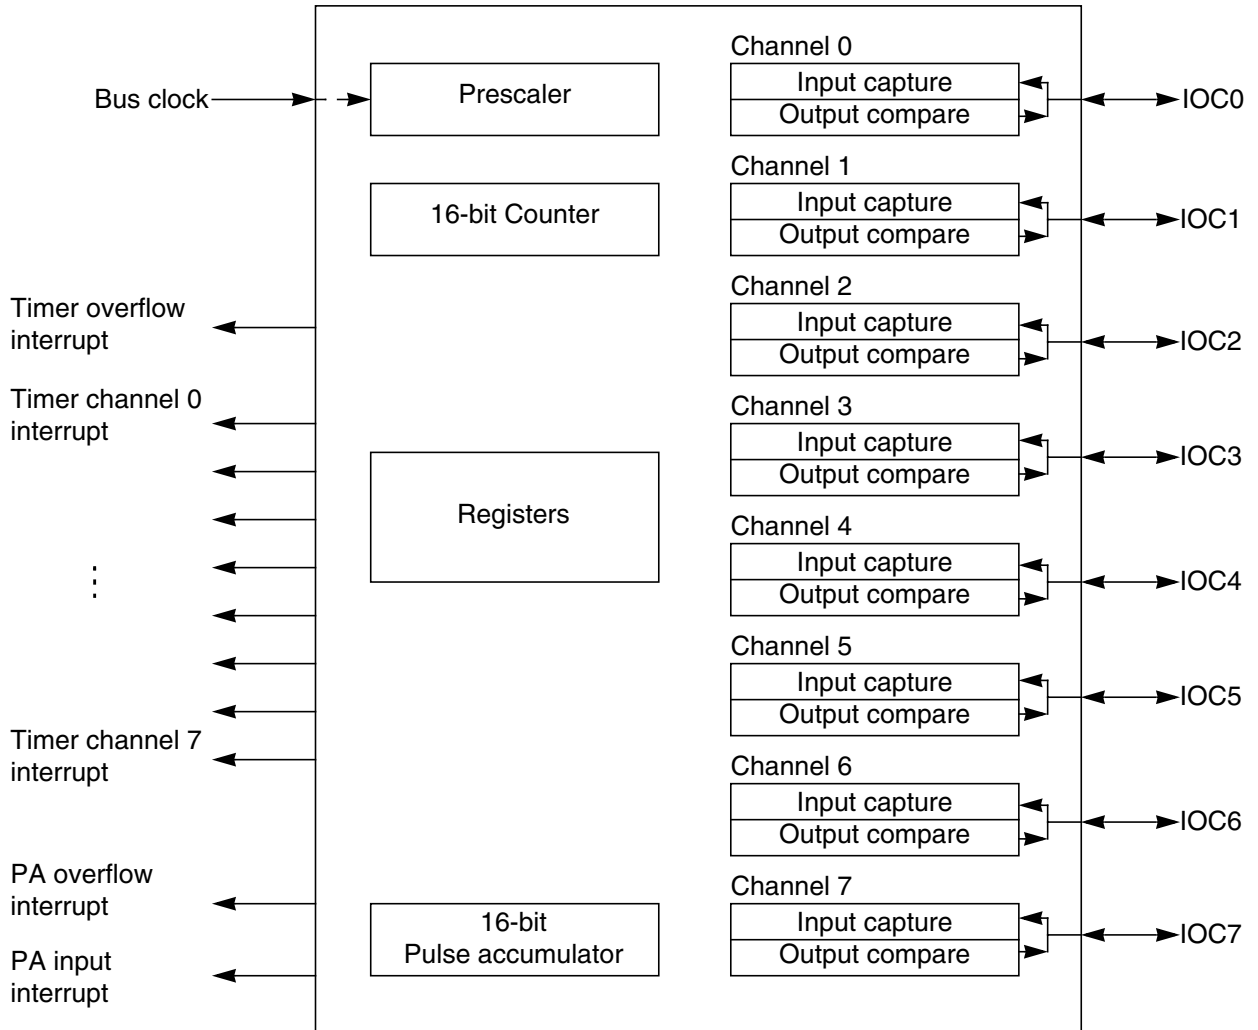 Bus clock
Timer overflow
interrupt
Timer channel 0
interrupt
Timer channel 7
interrupt
PA overflow
interrupt
PA input
interrupt
Prescaler
16-bit Counter
Registers
16-bit
Pulse accumulator
Channel 0
Input capture
Output compare
IOC0
Channel 1
Input capture
Output compare
IOC1
Channel 2
Input capture
Output compare
IOC2
Channel 3
Input capture
Output compare
IOC3
Channel 4
Input capture
Output compare
IOC4
Channel 5
Input capture
Output compare
IOC5
Channel 6
Input capture
Output compare
IOC6
Channel 7
Input capture
Output compare
IOC7